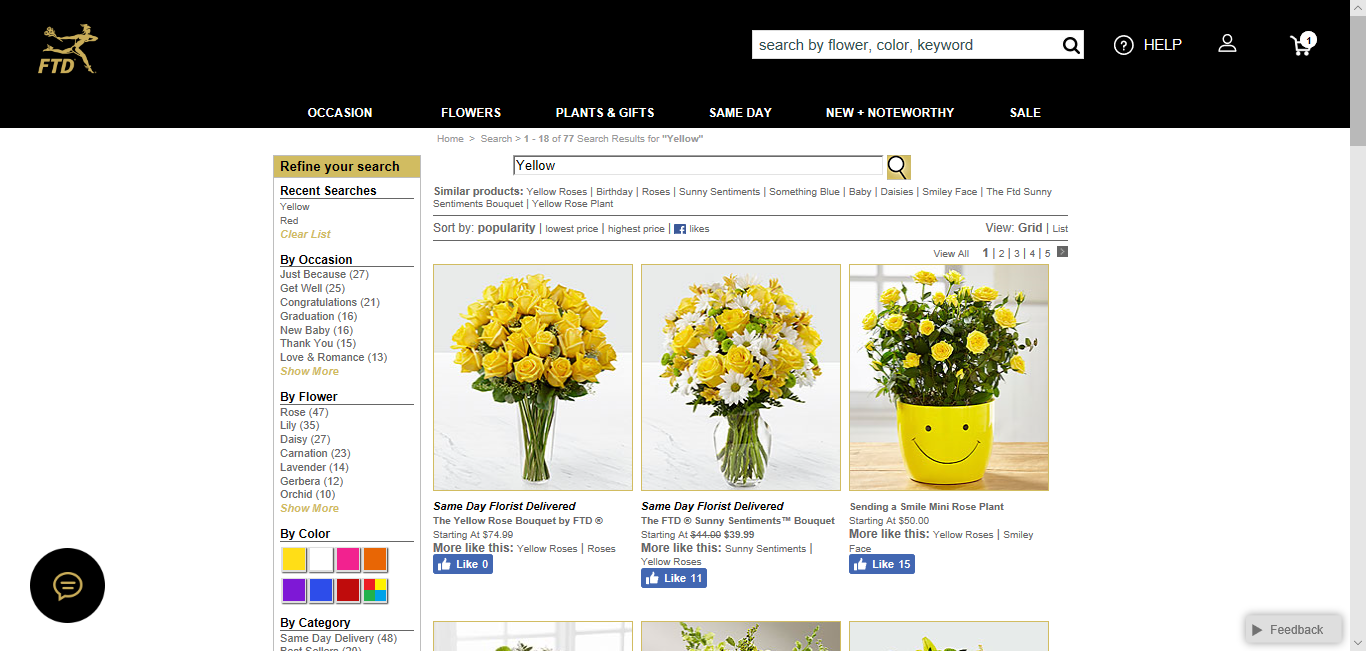 FTD
search by flower, color, keyword
HELP
1
OCCASION
FLOWERS
PLANTS & GIFTS
SAME DAY
NEW + NOTEWORTHY
SALE
Home > Search > 1 - 18 of 77 Search Results for "Yellow"
Refine your search
Recent Searches
Yellow
Red
Clear List
By Occasion
Just Because (27)
Get Well (25)
Congratulations (21)
Graduation (16)
New Baby (16)
Thank You (15)
Love & Romance (13)
Show More
By Flower
Rose (47)
Lily (35)
Daisy (27)
Carnation (23)
Lavender (14)
Gerbera (12)
Orchid (10)
Show More
By Color
By Category
Same Day Delivery (48)
Best Sellers (20)
Yellow
Similar products: Yellow Roses | Birthday | Roses | Sunny Sentiments | Something Blue | Baby | Daisies | Smiley Face | The Ftd Sunny
Sentiments Bouquet | Yellow Rose Plant
Sort by: popularity | lowest price | highest price | f likes
View: Grid | List
View All 1 | 2 | 3 | 4 | 5 >
Same Day Florist Delivered
The Yellow Rose Bouquet by FTD ®
Starting At $74.99
More like this: Yellow Roses | Roses
Like 0
Same Day Florist Delivered
The FTD ® Sunny Sentiments™ Bouquet
Starting At $44.99 $39.99
More like this: Sunny Sentiments |
Yellow Roses
Like 11
Sending a Smile Mini Rose Plant
Starting At $50.00
More like this: Yellow Roses | Smiley
Face
Like 15
Feedback